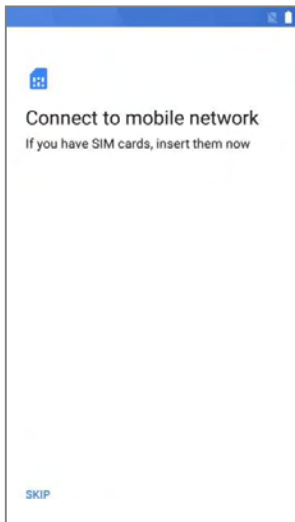 Connect to mobile network
If you have SIM cards, insert them now
SKIP